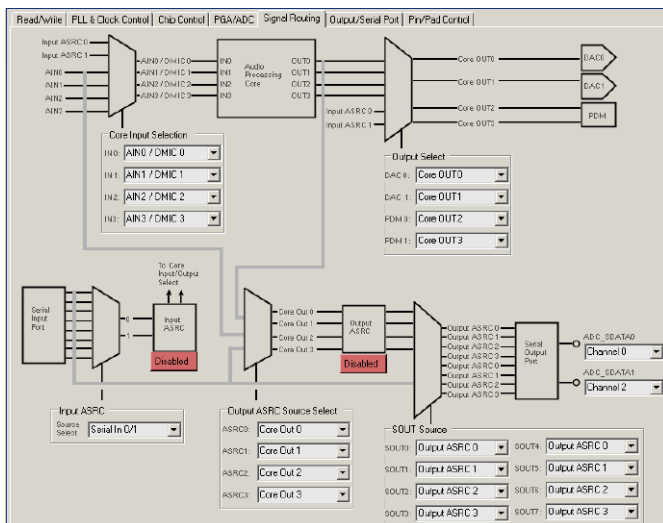 Read/Write PLL & Clock Control Chip Control PGA/ADC Signal Routing Output/Serial Port Pin/Pad Control
Input ASRC 0
Input ASRC 1
AIN0
AIN1
AIN2
AIN3
AIN0 / DMIC 0
AIN1 / DMIC 1
AIN2 / DMIC 2
AIN3 / DMIC 3
IN0
IN1
IN2
IN3
Audio
Processing
Core
OUT0
OUT1
OUT2
OUT3
Input ASRC 0
Input ASRC 1
Core OUT0
Core OUT1
Core OUT2
Core OUT3
DAC0
DAC1
PDM
Core Input Selection
IN0: AIN0 / DMIC 0
IN1: AIN1 / DMIC 1
IN2: AIN2 / DMIC 2
IN3: AIN3 / DMIC 3
Output Select
DAC 0: Core OUT0
DAC 1: Core OUT1
PDM 0: Core OUT2
PDM 1: Core OUT3
To Core
Input/Output
Select
Serial
Input
Port
0
1
Input
ASRC
Disabled
Core Out 0
Core Out 1
Core Out 2
Core Out 3
Output
ASRC
Disabled
Output ASRC 0
Output ASRC 1
Output ASRC 2
Output ASRC 3
Output ASRC 0
Output ASRC 1
Output ASRC 2
Output ASRC 3
Serial
Output
Port
ADC_SDATA0
Channel 0
ADC_SDATA1
Channel 2
Input ASRC
Source
Select
Serial In 0/1
Output ASRC Source Select
ASRC0: Core Out 0
ASRC1: Core Out 1
ASRC2: Core Out 2
ASRC3: Core Out 3
SOUT Source
SOUT0: Output ASRC 0 SOUT4: Output ASRC 0
SOUT1: Output ASRC 1 SOUT5: Output ASRC 1
SOUT2: Output ASRC 2 SOUT6: Output ASRC 2
SOUT3: Output ASRC 3 SOUT7: Output ASRC 3